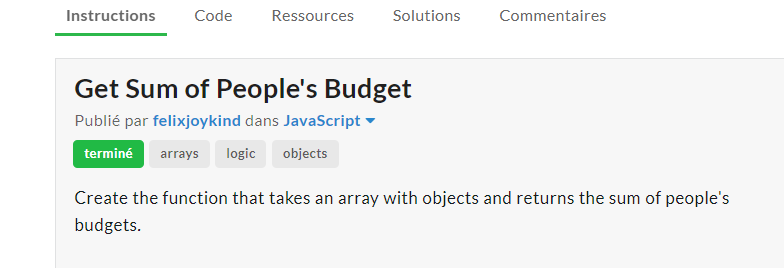 Instructions Code Ressources Solutions Commentaires
Get Sum of People's Budget
Publié par felixjoykind dans JavaScript
terminé arrays logic objects
Create the function that takes an array with objects and returns the sum of people's
budgets.